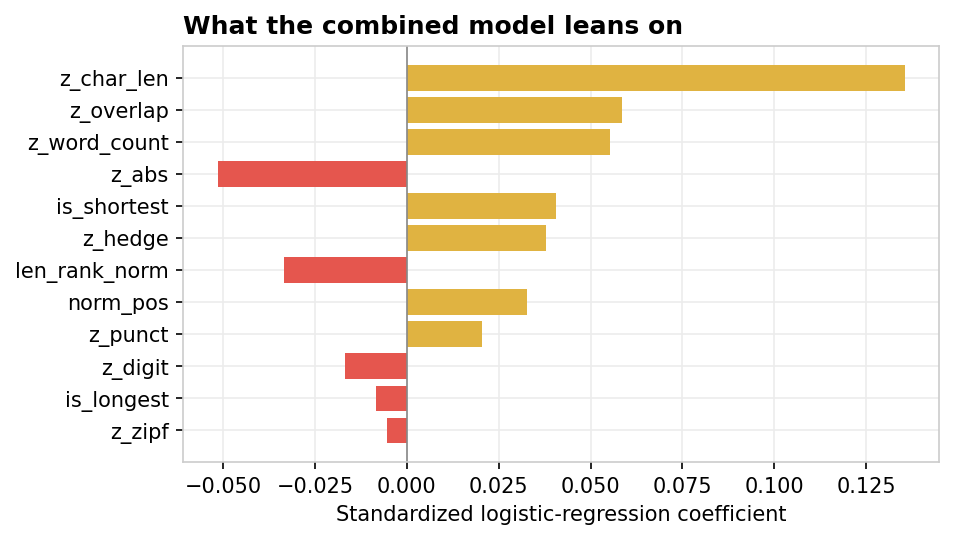 What the combined model leans on
z_char_len
z_overlap
z_word_count
z_abs
is_shortest
z_hedge
len_rank_norm
norm_pos
z_punct
z_digit
is_longest
z_zipf
−0.050 −0.025 0.000 0.025 0.050 0.075 0.100 0.125
Standardized logistic-regression coefficient